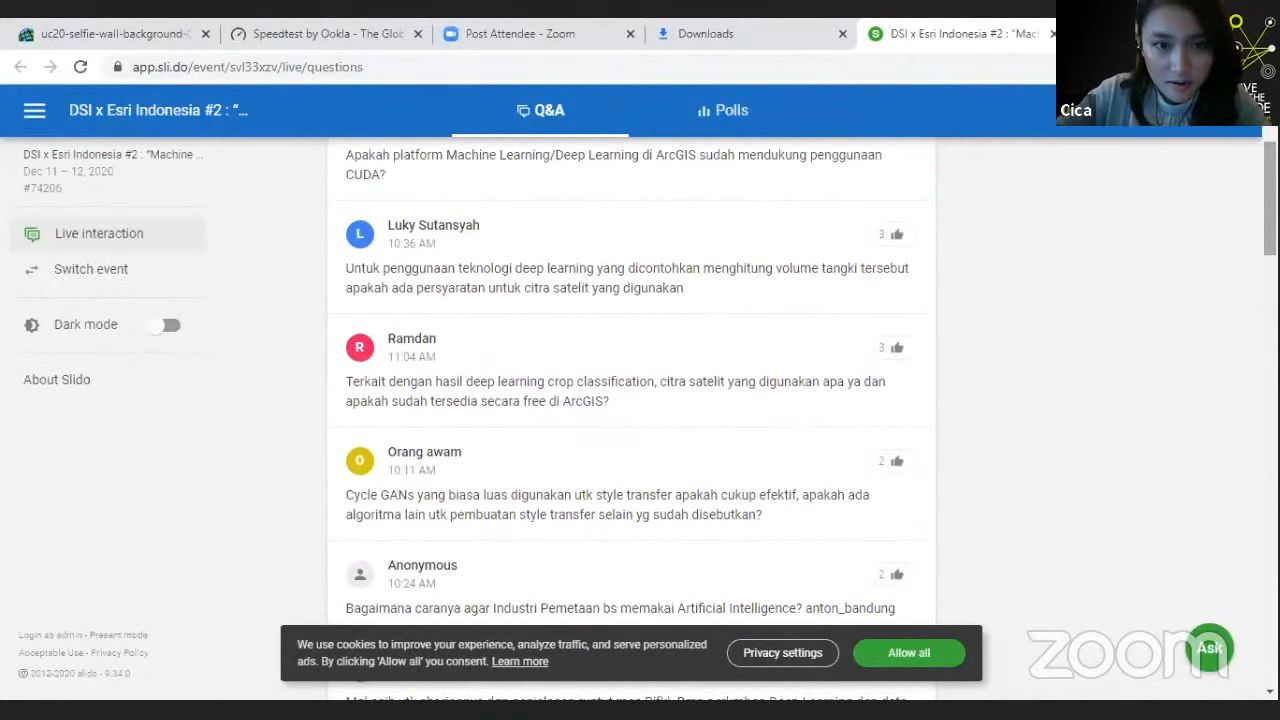 uc20-selfie-wall-background-
Speedtest by Ookla - The Glob
Post Attendee - Zoom
Downloads
DSI x Esri Indonesia #2 : "Mach
app.sli.do/event/svl33xzv/live/questions
Cica
DSI x Esri Indonesia #2 : "...
Q&A
Polls
DSI x Esri Indonesia #2 : "Machine ...
Dec 11 – 12, 2020
#74206
Live interaction
Switch event
Dark mode
About Slido
Apakah platform Machine Learning/Deep Learning di ArcGIS sudah mendukung penggunaan
CUDA?
L
Luky Sutansyah
10:36 AM
3
Untuk penggunaan teknologi deep learning yang dicontohkan menghitung volume tangki tersebut
apakah ada persyaratan untuk citra satelit yang digunakan
R
Ramdan
11:04 AM
3
Terkait dengan hasil deep learning crop classification, citra satelit yang digunakan apa ya dan
apakah sudah tersedia secara free di ArcGIS?
O
Orang awam
10:11 AM
2
Cycle GANs yang biasa luas digunakan utk style transfer apakah cukup efektif, apakah ada
algoritma lain utk pembuatan style transfer selain yg sudah disebutkan?
Anonymous
10:24 AM
2
Bagaimana caranya agar Industri Pemetaan bs memakai Artificial Intelligence? anton_bandung
We use cookies to improve your experience, analyze traffic, and serve personalized
ads. By clicking 'Allow all' you consent. Learn more
Privacy settings
Allow all
Login as admin - Present mode
Acceptable Use - Privacy Policy
© 2012-2020 slido - 9.34.0
Ask
zoom